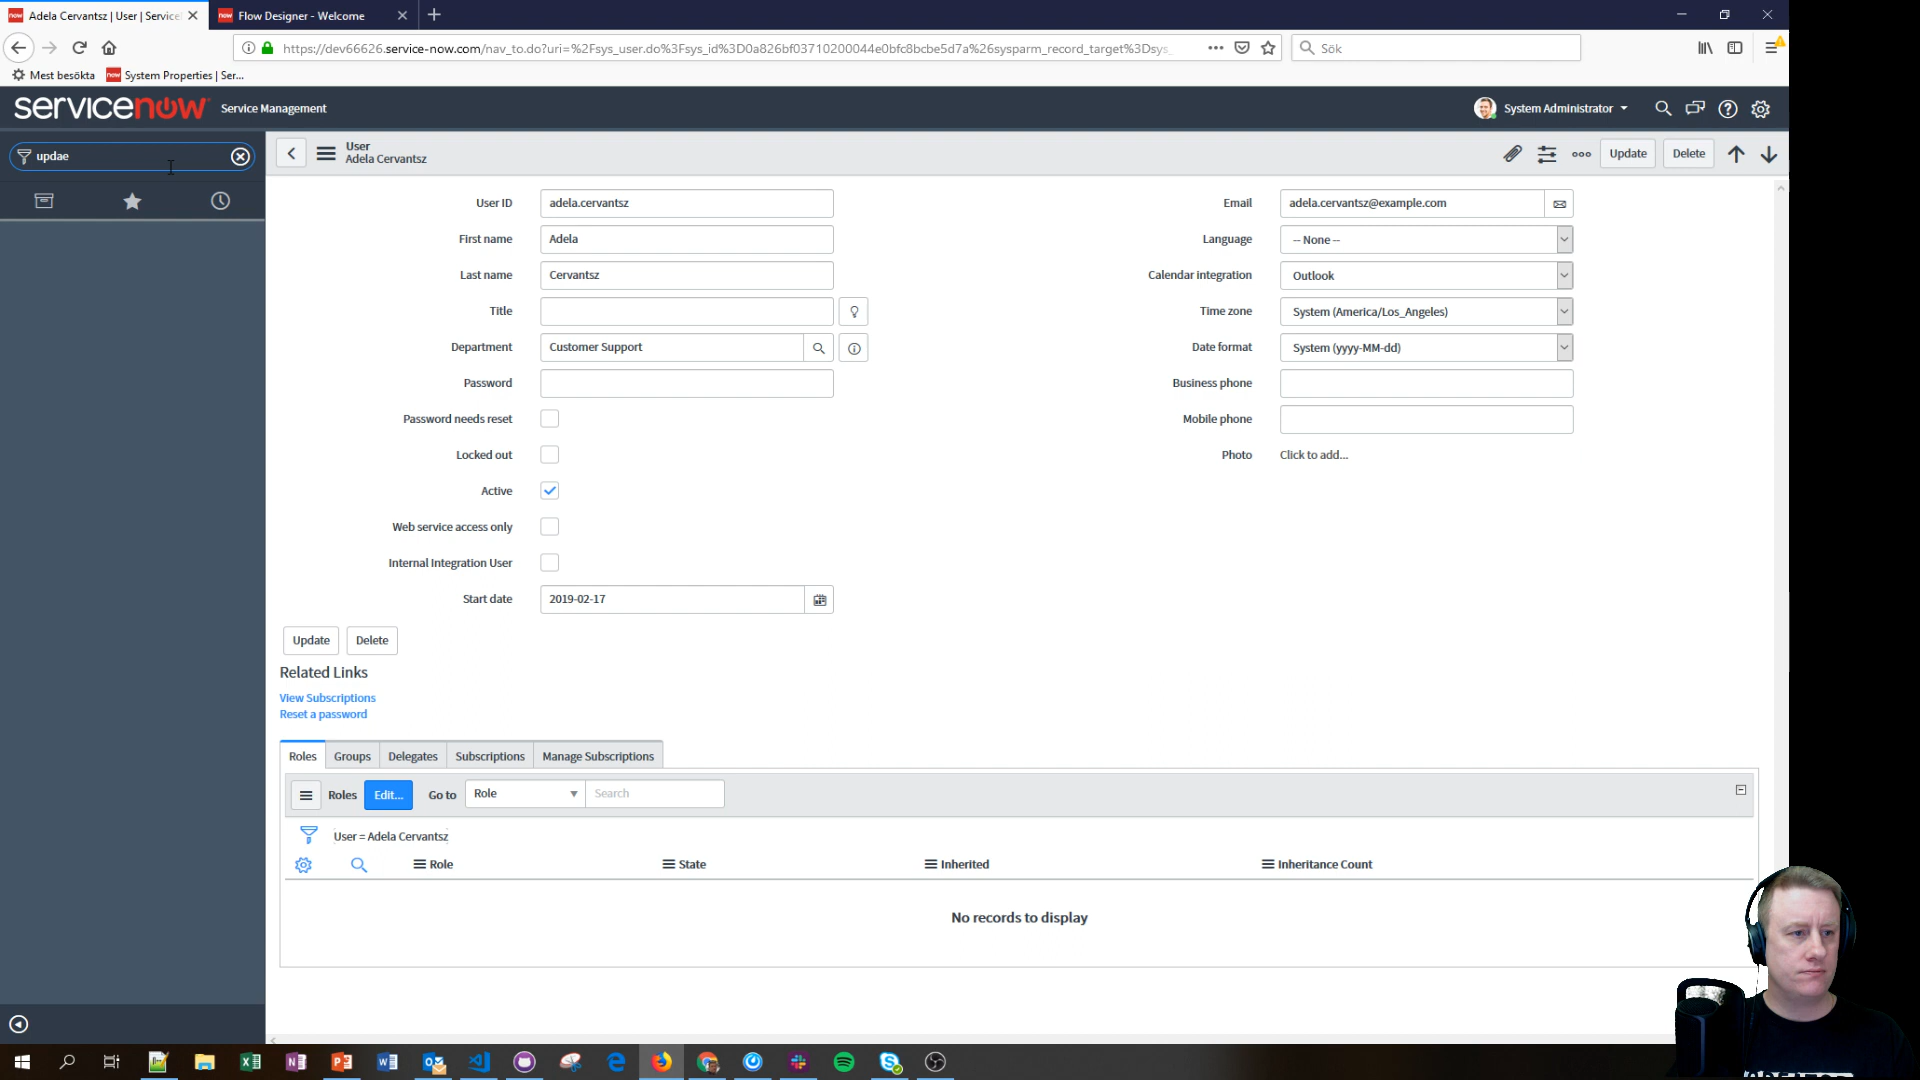 Adela Cervantsz | User | Service
Flow Designer - Welcome
https://dev66626.service-now.com/nav_to.do?uri=%2Fsys_user.do%3Fsys_id%3D0a826bf03710200044e0bfc8bcbe5d7a%26sysparm_record_target%3Dsys_
Sök
Mest besökta
System Properties | Ser...
servicenow
Service Management
System Administrator
updae
User
Adela Cervantsz
Update
Delete
User ID
adela.cervantsz
Email
adela.cervantsz@example.com
First name
Adela
Language
-- None --
Last name
Cervantsz
Calendar integration
Outlook
Title
Time zone
System (America/Los_Angeles)
Department
Customer Support
Date format
System (yyyy-MM-dd)
Password
Business phone
Password needs reset
Mobile phone
Locked out
Photo
Click to add...
Active
Web service access only
Internal Integration User
Start date
2019-02-17
Update
Delete
Related Links
View Subscriptions
Reset a password
Roles
Groups
Delegates
Subscriptions
Manage Subscriptions
Roles
Edit...
Go to
Role
Search
User = Adela Cervantsz
Role
State
Inherited
Inheritance Count
No records to display